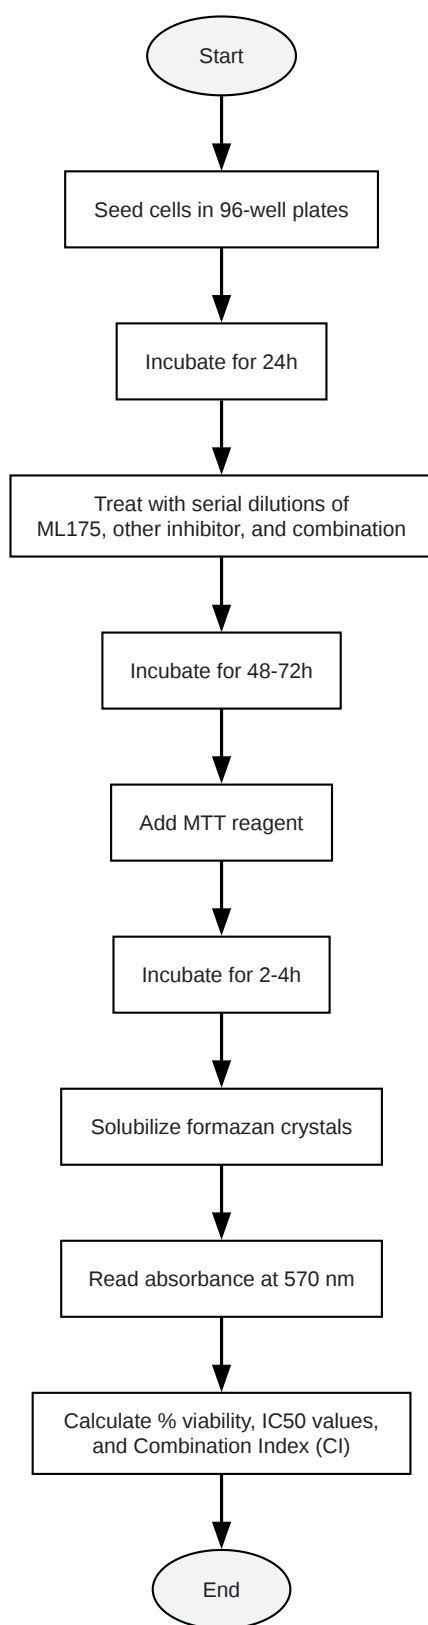 Start
Seed cells in 96-well plates
Incubate for 24h
Treat with serial dilutions of
ML175, other inhibitor, and combination
Incubate for 48-72h
Add MTT reagent
Incubate for 2-4h
Solubilize formazan crystals
Read absorbance at 570 nm
Calculate % viability, IC50 values,
and Combination Index (CI)
End